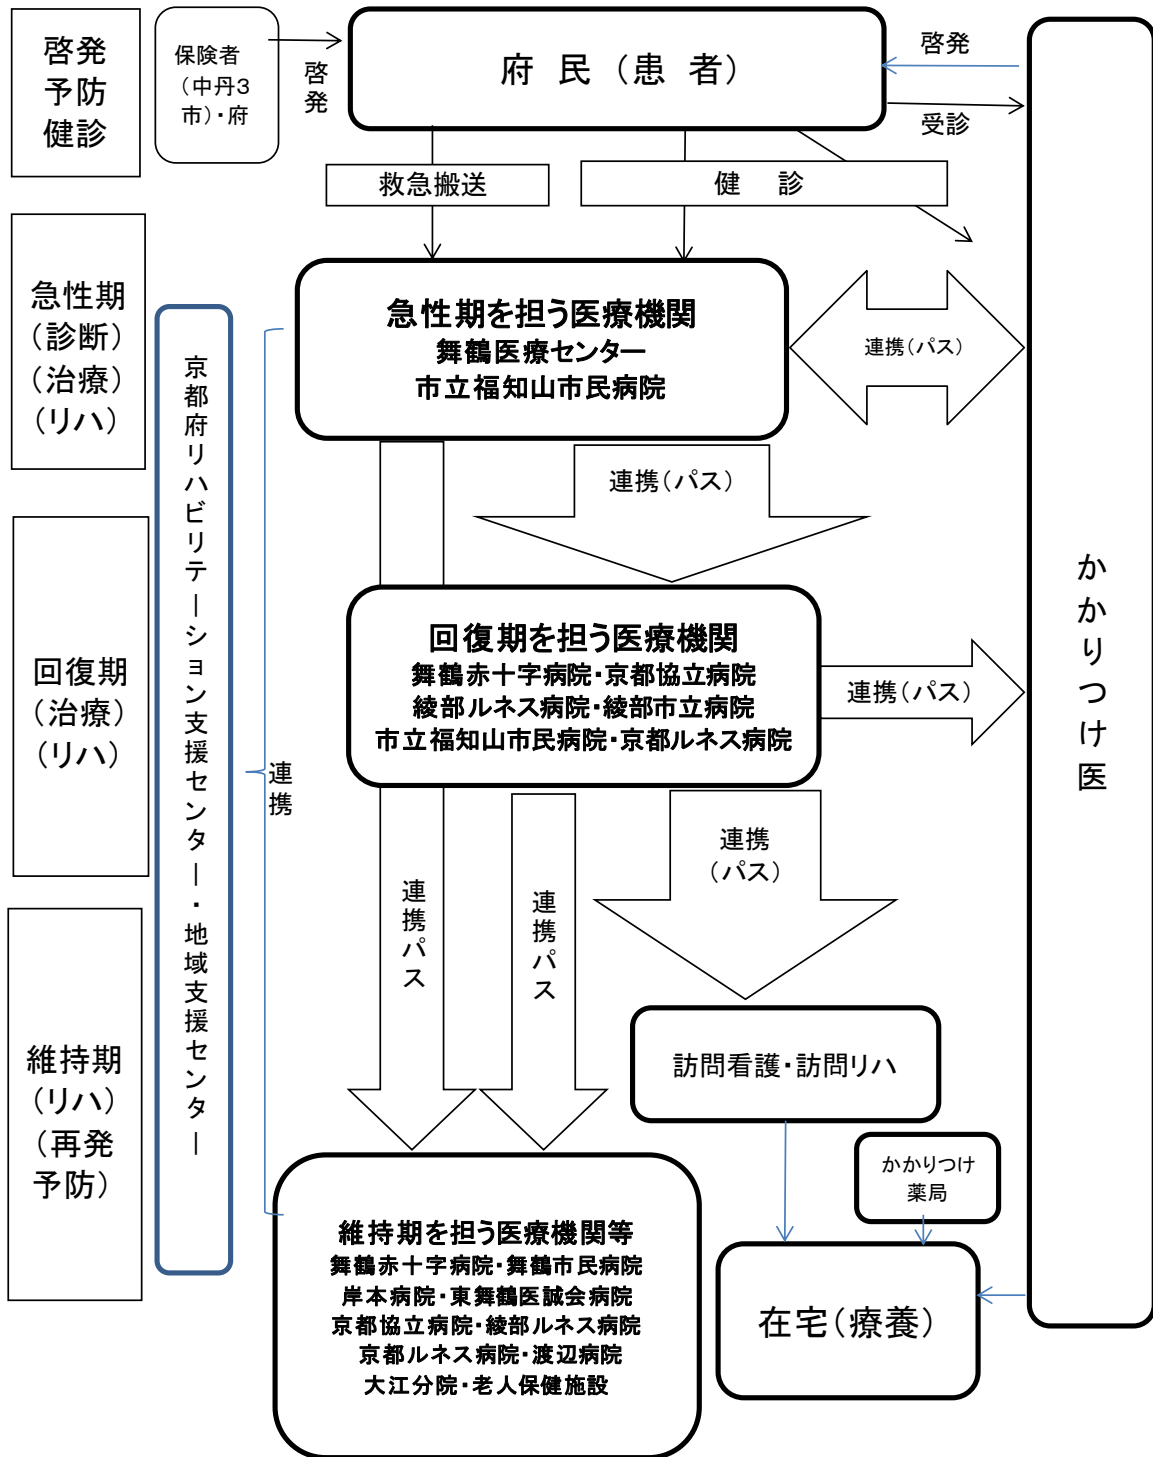 啓発
予防
健診
保険者
（中丹3
市）・府
啓
発
府 民（患 者）
啓発
受診
救急搬送
健 診
急性期
（診断）
（治療）
（リハ）
京都府リハビリテーション支援センター・地域支援センター
急性期を担う医療機関
舞鶴医療センター
市立福知山市民病院
連携（パス）
連携（パス）
かかりつけ医
回復期
（治療）
（リハ）
連
携
回復期を担う医療機関
舞鶴赤十字病院・京都協立病院
綾部ルネス病院・綾部市立病院
市立福知山市民病院・京都ルネス病院
連携（パス）
連携パス
連携パス
連携
（パス）
維持期
（リハ）
（再発
予防）
訪問看護・訪問リハ
かかりつけ
薬局
維持期を担う医療機関等
舞鶴赤十字病院・舞鶴市民病院
岸本病院・東舞鶴医誠会病院
京都協立病院・綾部ルネス病院
京都ルネス病院・渡辺病院
大江分院・老人保健施設
在宅（療養）